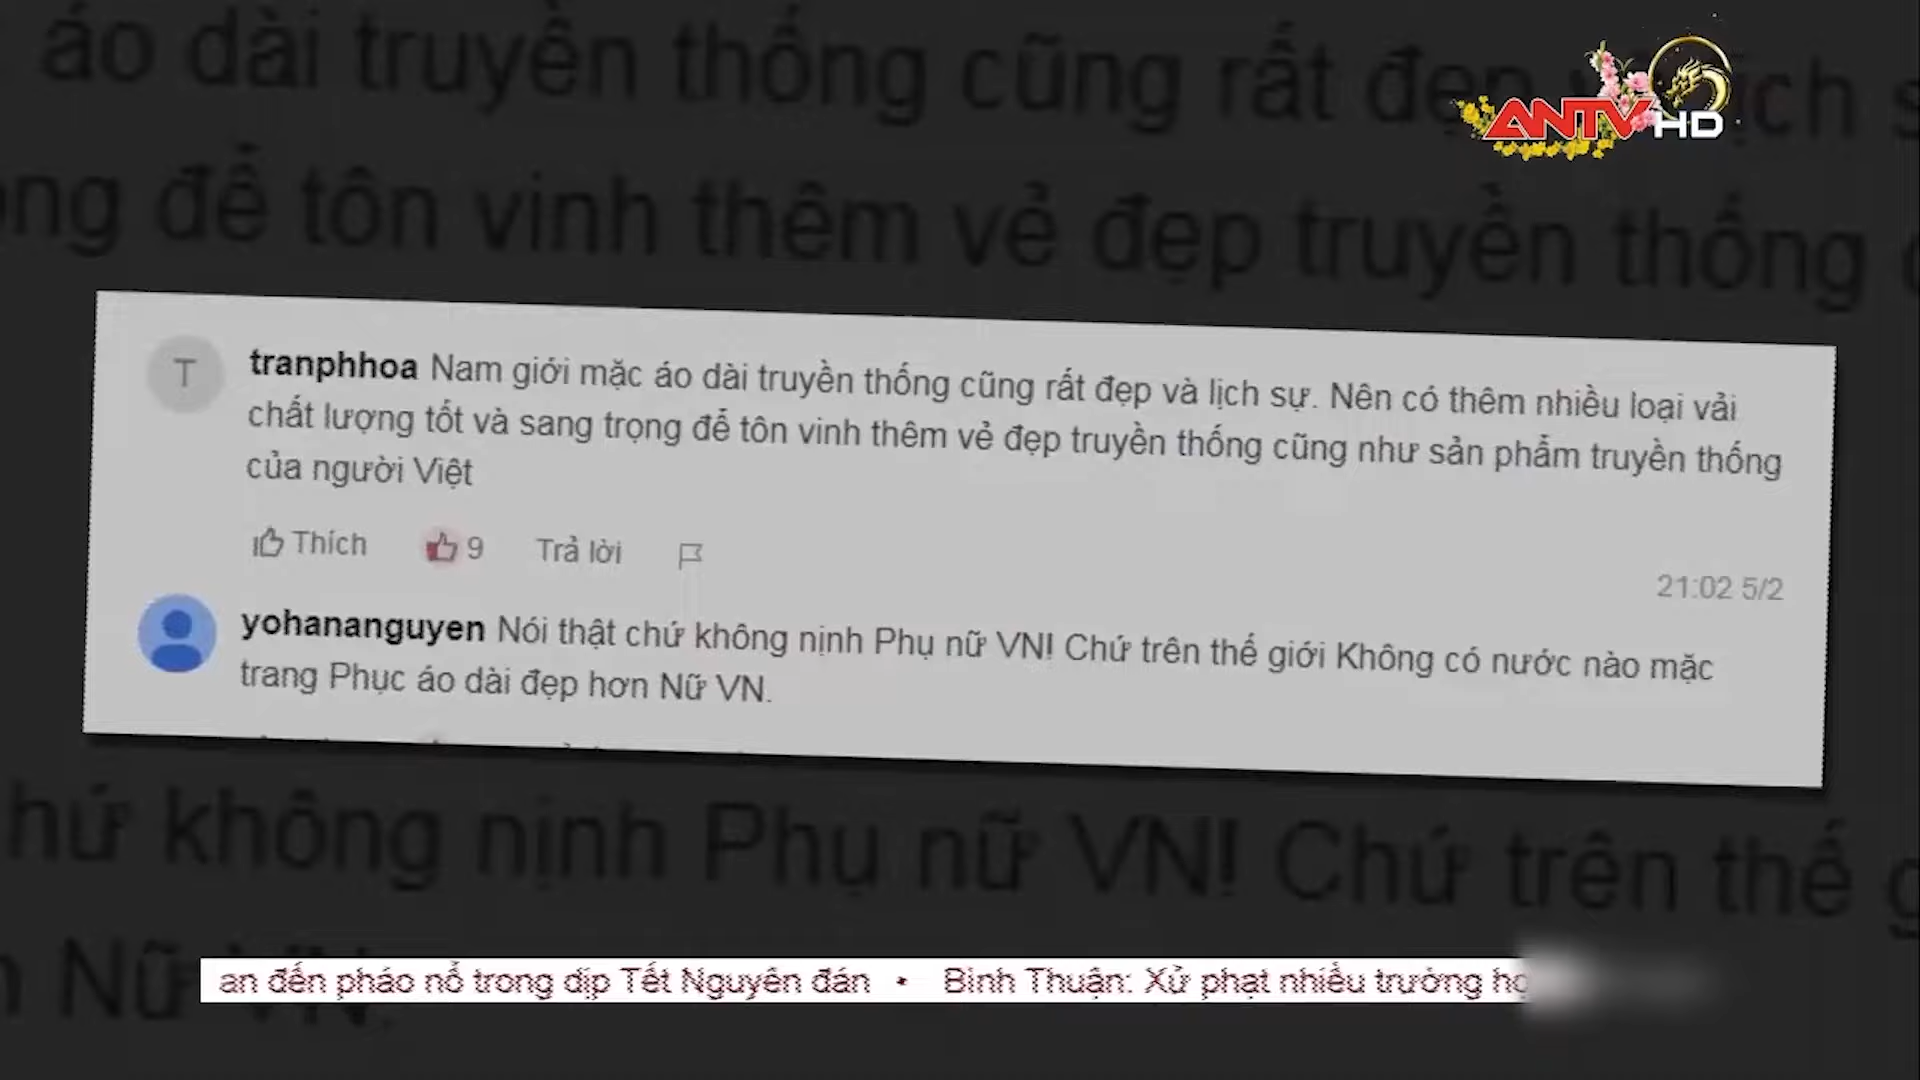 áo dài truyền thống cũng rất đẹp lịch s
ng để tôn vinh thêm vẻ đẹp truyền thống
ANTV HD
T
tranphhoa Nam giới mặc áo dài truyền thống cũng rất đẹp và lịch sự. Nên có thêm nhiều loại vải
chất lượng tốt và sang trọng để tôn vinh thêm vẻ đẹp truyền thống cũng như sản phẩm truyền thống
của người Việt
Thích 9 Trả lời
21:02 5/2
yohananguyen Nói thật chứ không nịnh Phụ nữ VN! Chứ trên thế giới Không có nước nào mặc
trang Phục áo dài đẹp hơn Nữ VN.
hứ không nịnh Phụ nữ VN! Chứ trên thế g
Nữ VN.
an đến pháo nổ trong dịp Tết Nguyên đán • Bình Thuận: Xử phạt nhiều trường hợ